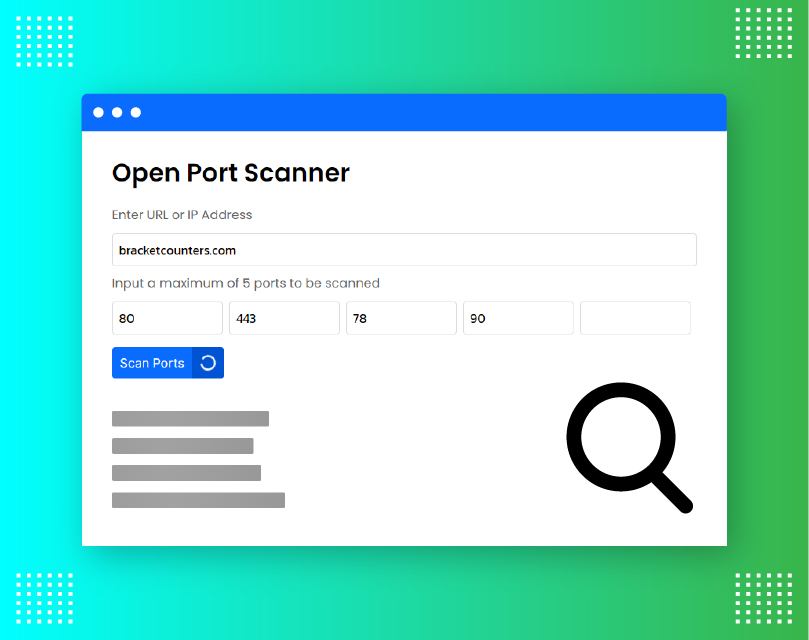 Open Port Scanner
Enter URL or IP Address
bracketcounters.com
Input a maximum of 5 ports to be scanned
80 443 78 90
Scan Ports